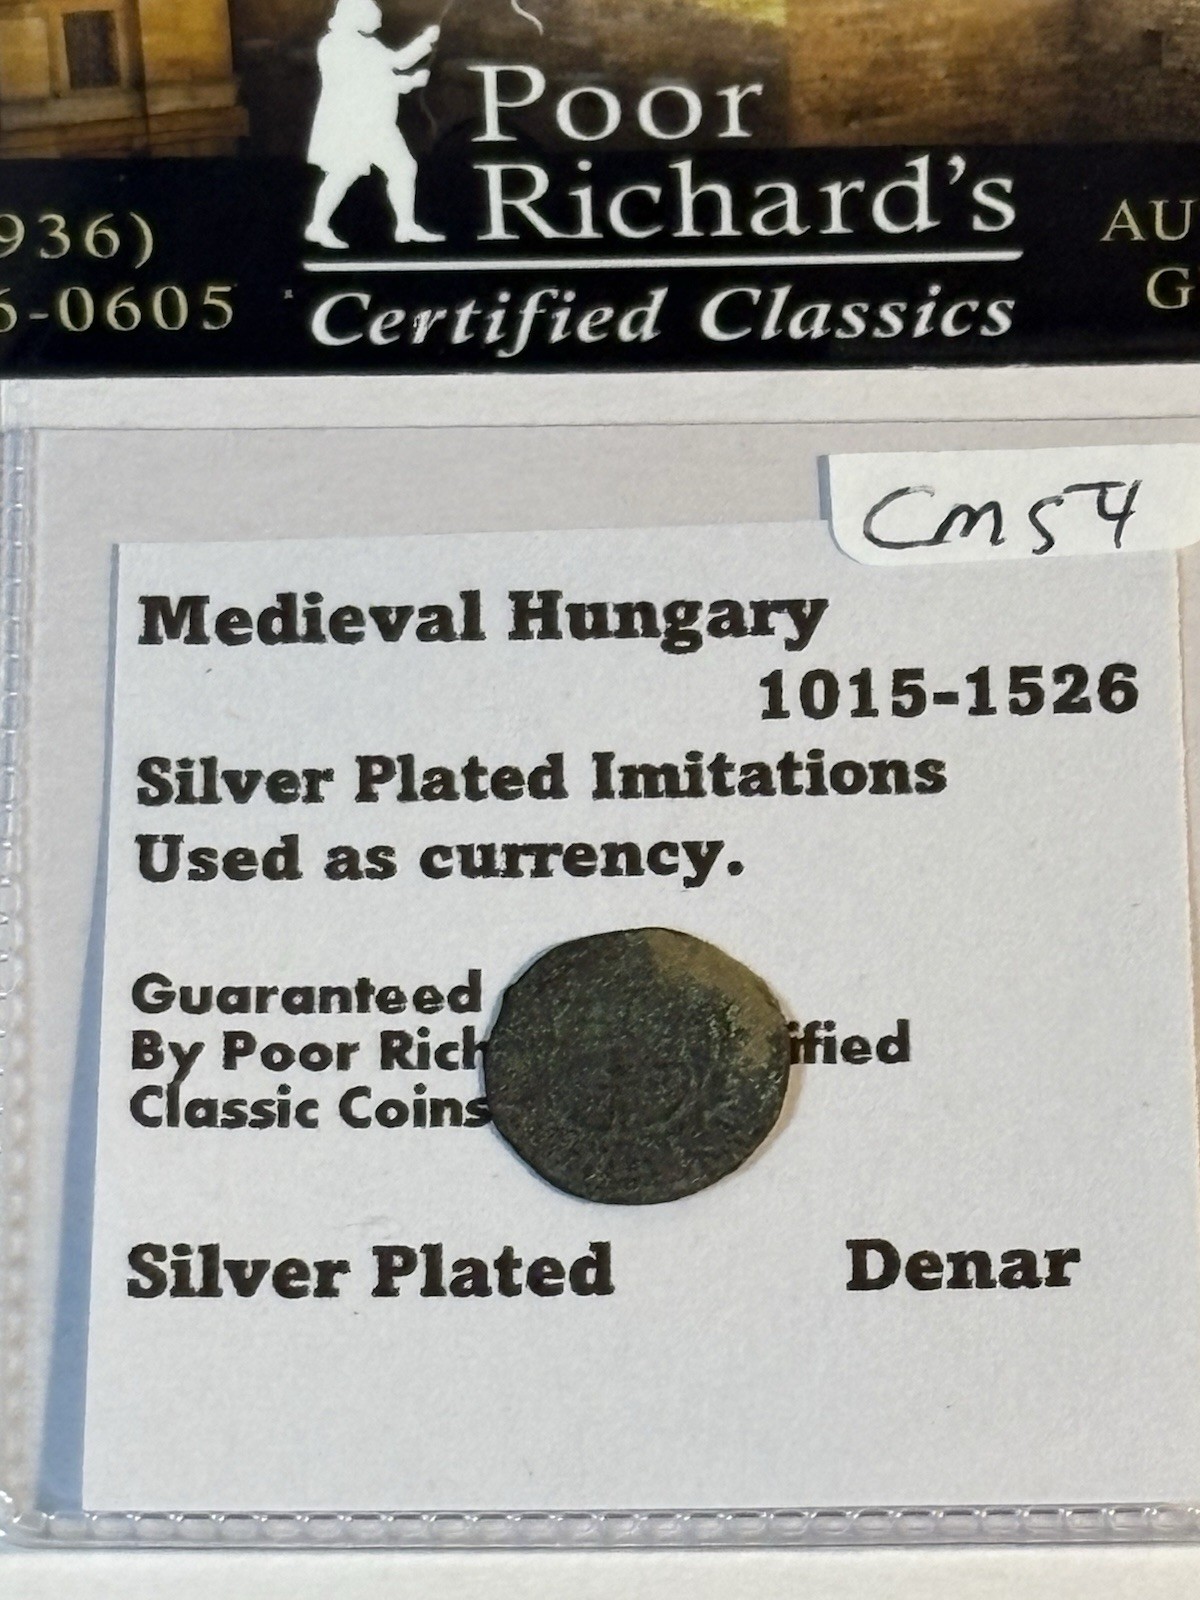 Poor
Richard's
Certified Classics
936)
6-0605
AU
G
CM54
Medieval Hungary
1015-1526
Silver Plated Imitations
Used as currency.
Guaranteed
By Poor Rich ified
Classic Coins
Silver Plated Denar